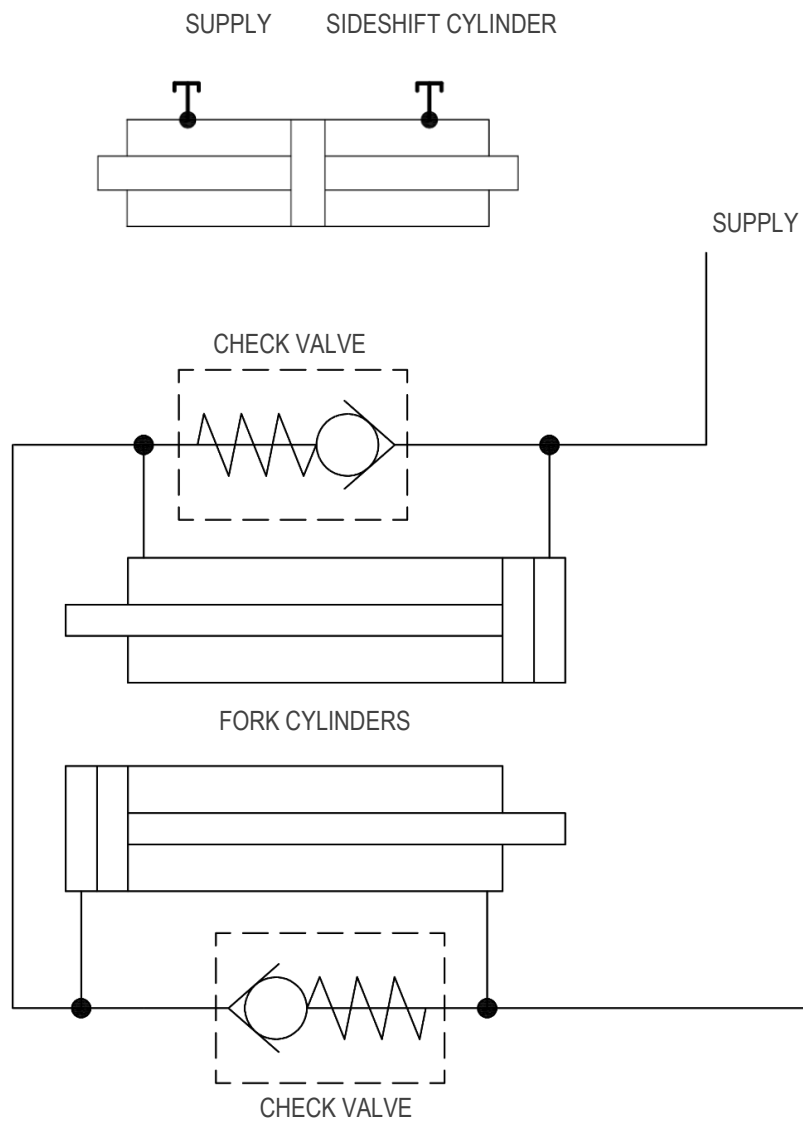 SUPPLY
SIDESHIFT CYLINDER
SUPPLY
CHECK VALVE
FORK CYLINDERS
CHECK VALVE